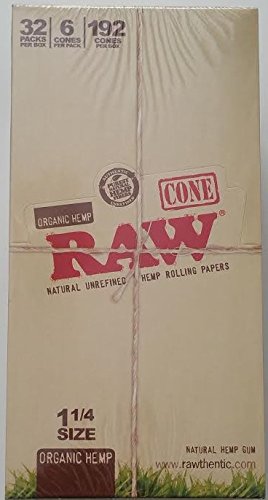 32 6 192
PACKS CONES CONES
PER BOX PER PACK PER BOX
AUTHENTIC
CONE
ORGANIC HEMP
RAW®
NATURAL UNREFINED HEMP ROLLING PAPERS
1 1/4
SIZE
NATURAL HEMP GUM
ORGANIC HEMP
www.rawthentic.com